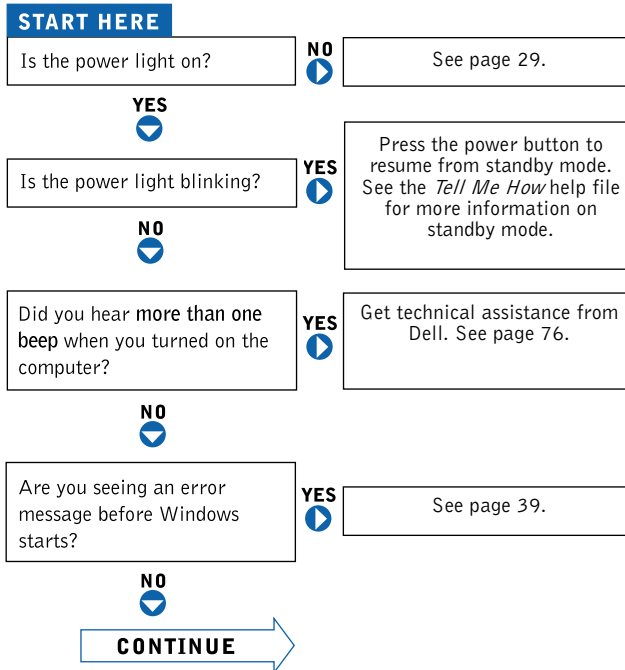 START HERE
Is the power light on?
NO
See page 29.
YES
Is the power light blinking?
YES
Press the power button to
resume from standby mode.
See the Tell Me How help file
for more information on
standby mode.
NO
Did you hear more than one
beep when you turned on the
computer?
YES
Get technical assistance from
Dell. See page 76.
NO
Are you seeing an error
message before Windows
starts?
YES
See page 39.
NO
CONTINUE